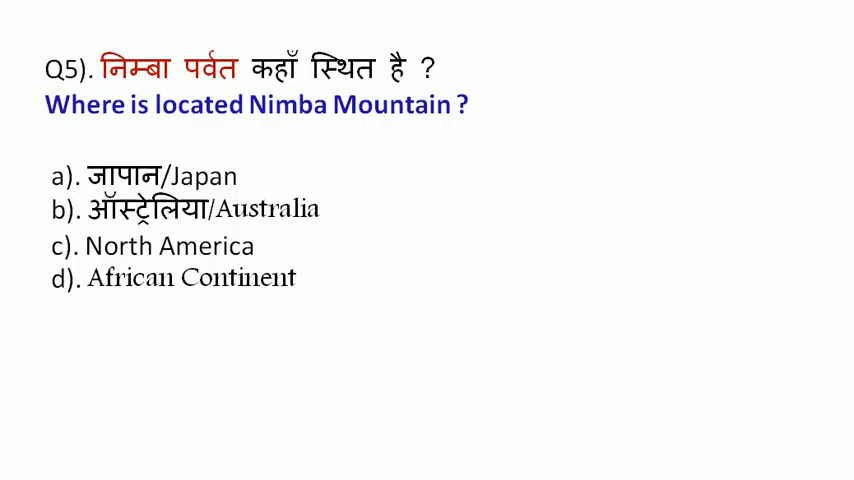 Q5). निम्बा पर्वत कहाँ स्थित है ?
Where is located Nimba Mountain ?
a). जापान/Japan
b). ऑस्ट्रेलिया/Australia
c). North America
d). African Continent